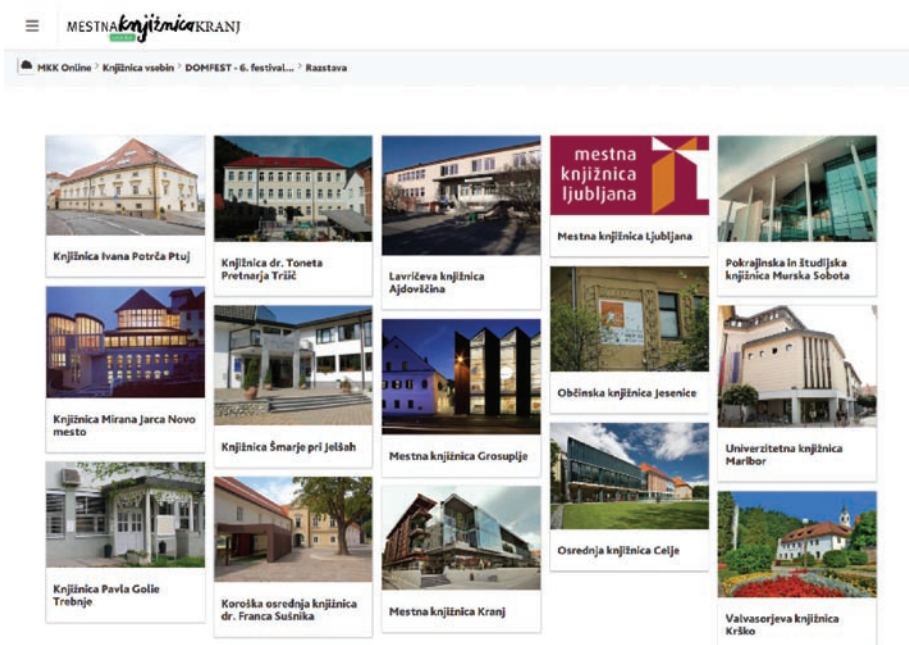 MESTNA knjižnica KRANJ
MKK Online > Knjižnica vsebin > DOMFEST - 6. festival... > Razstava
Knjižnica Ivana Potrča Ptuj
Knjižnica Mirana Jarca Novo
mesto
Knjižnica Pavla Golie
Trebnje
Knjižnica dr. Toneta
Pretnarja Tržič
Knjižnica Šmarje pri Jelšah
Koroška osrednja knjižnica
dr. Franca Sušnika
Lavričeva knjižnica
Ajdovščina
Mestna knjižnica Grosuplje
Mestna knjižnica Kranj
mestna
knjižnica
ljubljana
Mestna knjižnica Ljubljana
Občinska knjižnica Jesenice
Osrednja knjižnica Celje
Pokrajinska in študijska
knjižnica Murska Sobota
Univerzitetna knjižnica
Maribor
Valvasorjeva knjižnica
Krško